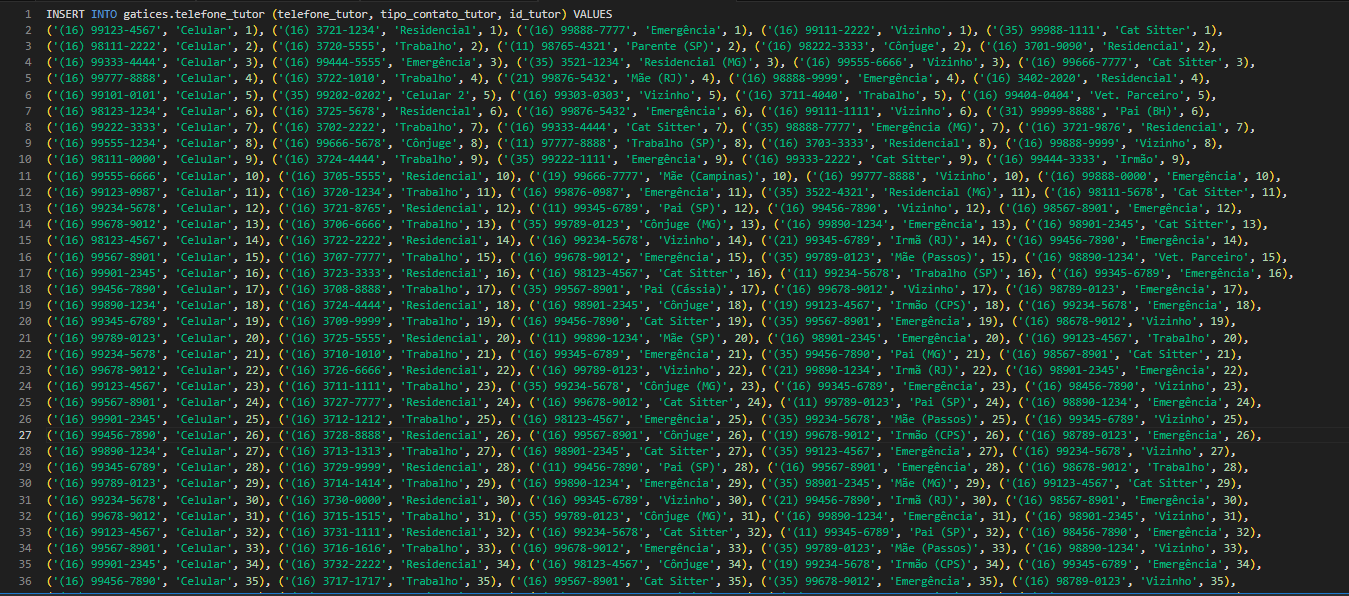 1 INSERT INTO gatices.telefone_tutor (telefone_tutor, tipo_contato_tutor, id_tutor) VALUES
2 ('(16) 99123-4567', 'Celular', 1), ('(16) 3721-1234', 'Residencial', 1), ('(16) 99888-7777', 'Emergência', 1), ('(16) 99111-2222', 'Vizinho', 1), ('(35) 99988-1111', 'Cat Sitter', 1),
3 ('(16) 98111-2222', 'Celular', 2), ('(16) 3720-5555', 'Trabalho', 2), ('(11) 98765-4321', 'Parente (SP)', 2), ('(16) 98222-3333', 'Cônjuge', 2), ('(16) 3701-9090', 'Residencial', 2),
4 ('(16) 99333-4444', 'Celular', 3), ('(16) 99444-5555', 'Emergência', 3), ('(35) 3521-1234', 'Residencial (MG)', 3), ('(16) 99555-6666', 'Vizinho', 3), ('(16) 99666-7777', 'Cat Sitter', 3),
5 ('(16) 99777-8888', 'Celular', 4), ('(16) 3722-1010', 'Trabalho', 4), ('(21) 99876-5432', 'Mãe (RJ)', 4), ('(16) 98888-9999', 'Emergência', 4), ('(16) 3402-2020', 'Residencial', 4),
6 ('(16) 99101-0101', 'Celular', 5), ('(35) 99202-0202', 'Celular 2', 5), ('(16) 99303-0303', 'Vizinho', 5), ('(16) 3711-4040', 'Trabalho', 5), ('(16) 99404-0404', 'Vet. Parceiro', 5),
7 ('(16) 98123-1234', 'Celular', 6), ('(16) 3725-5678', 'Residencial', 6), ('(16) 99876-5432', 'Emergência', 6), ('(16) 99111-1111', 'Vizinho', 6), ('(31) 99999-8888', 'Pai (BH)', 6),
8 ('(16) 99222-3333', 'Celular', 7), ('(16) 3702-2222', 'Trabalho', 7), ('(16) 99333-4444', 'Cat Sitter', 7), ('(35) 98888-7777', 'Emergência (MG)', 7), ('(16) 3721-9876', 'Residencial', 7),
9 ('(16) 99555-1234', 'Celular', 8), ('(16) 99666-5678', 'Cônjuge', 8), ('(11) 97777-8888', 'Trabalho (SP)', 8), ('(16) 3703-3333', 'Residencial', 8), ('(16) 99888-9999', 'Vizinho', 8),
10 ('(16) 98111-0000', 'Celular', 9), ('(16) 3724-4444', 'Trabalho', 9), ('(35) 99222-1111', 'Emergência', 9), ('(16) 99333-2222', 'Cat Sitter', 9), ('(16) 99444-3333', 'Irmão', 9),
11 ('(16) 99555-6666', 'Celular', 10), ('(16) 3705-5555', 'Residencial', 10), ('(19) 99666-7777', 'Mãe (Campinas)', 10), ('(16) 99777-8888', 'Vizinho', 10), ('(16) 99888-0000', 'Emergência', 10),
12 ('(16) 99123-0987', 'Celular', 11), ('(16) 3720-1234', 'Trabalho', 11), ('(16) 99876-0987', 'Emergência', 11), ('(35) 3522-4321', 'Residencial (MG)', 11), ('(16) 98111-5678', 'Cat Sitter', 11),
13 ('(16) 99234-5678', 'Celular', 12), ('(16) 3721-8765', 'Residencial', 12), ('(11) 99345-6789', 'Pai (SP)', 12), ('(16) 99456-7890', 'Vizinho', 12), ('(16) 98567-8901', 'Emergência', 12),
14 ('(16) 99678-9012', 'Celular', 13), ('(16) 3706-6666', 'Trabalho', 13), ('(35) 99789-0123', 'Cônjuge (MG)', 13), ('(16) 99890-1234', 'Emergência', 13), ('(16) 98901-2345', 'Cat Sitter', 13),
15 ('(16) 98123-4567', 'Celular', 14), ('(16) 3722-2222', 'Residencial', 14), ('(16) 99234-5678', 'Vizinho', 14), ('(21) 99345-6789', 'Irmã (RJ)', 14), ('(16) 99456-7890', 'Emergência', 14),
16 ('(16) 99567-8901', 'Celular', 15), ('(16) 3707-7777', 'Trabalho', 15), ('(16) 99678-9012', 'Emergência', 15), ('(35) 99789-0123', 'Mãe (Passos)', 15), ('(16) 98890-1234', 'Vet. Parceiro', 15),
17 ('(16) 99901-2345', 'Celular', 16), ('(16) 3723-3333', 'Residencial', 16), ('(16) 98123-4567', 'Cat Sitter', 16), ('(11) 99234-5678', 'Trabalho (SP)', 16), ('(16) 99345-6789', 'Emergência', 16),
18 ('(16) 99456-7890', 'Celular', 17), ('(16) 3708-8888', 'Trabalho', 17), ('(35) 99567-8901', 'Pai (Cássia)', 17), ('(16) 99678-9012', 'Vizinho', 17), ('(16) 98789-0123', 'Emergência', 17),
19 ('(16) 99890-1234', 'Celular', 18), ('(16) 3724-4444', 'Residencial', 18), ('(16) 98901-2345', 'Cônjuge', 18), ('(19) 99123-4567', 'Irmão (CPS)', 18), ('(16) 99234-5678', 'Emergência', 18),
20 ('(16) 99345-6789', 'Celular', 19), ('(16) 3709-9999', 'Trabalho', 19), ('(16) 99456-7890', 'Cat Sitter', 19), ('(35) 99567-8901', 'Emergência', 19), ('(16) 98678-9012', 'Vizinho', 19),
21 ('(16) 99789-0123', 'Celular', 20), ('(16) 3725-5555', 'Residencial', 20), ('(11) 99890-1234', 'Mãe (SP)', 20), ('(16) 98901-2345', 'Emergência', 20), ('(16) 99123-4567', 'Trabalho', 20),
22 ('(16) 99234-5678', 'Celular', 21), ('(16) 3710-1010', 'Trabalho', 21), ('(16) 99345-6789', 'Emergência', 21), ('(35) 99456-7890', 'Pai (MG)', 21), ('(16) 98567-8901', 'Cat Sitter', 21),
23 ('(16) 99678-9012', 'Celular', 22), ('(16) 3726-6666', 'Residencial', 22), ('(16) 99789-0123', 'Vizinho', 22), ('(21) 99890-1234', 'Irmã (RJ)', 22), ('(16) 98901-2345', 'Emergência', 22),
24 ('(16) 99123-4567', 'Celular', 23), ('(16) 3711-1111', 'Trabalho', 23), ('(35) 99234-5678', 'Cônjuge (MG)', 23), ('(16) 99345-6789', 'Emergência', 23), ('(16) 98456-7890', 'Vizinho', 23),
25 ('(16) 99567-8901', 'Celular', 24), ('(16) 3727-7777', 'Residencial', 24), ('(16) 99678-9012', 'Cat Sitter', 24), ('(11) 99789-0123', 'Pai (SP)', 24), ('(16) 98890-1234', 'Emergência', 24),
26 ('(16) 99901-2345', 'Celular', 25), ('(16) 3712-1212', 'Trabalho', 25), ('(16) 98123-4567', 'Emergência', 25), ('(35) 99234-5678', 'Mãe (Passos)', 25), ('(16) 99345-6789', 'Vizinho', 25),
27 ('(16) 99456-7890', 'Celular', 26), ('(16) 3728-8888', 'Residencial', 26), ('(16) 99567-8901', 'Cônjuge', 26), ('(19) 99678-9012', 'Irmão (CPS)', 26), ('(16) 98789-0123', 'Emergência', 26),
28 ('(16) 99890-1234', 'Celular', 27), ('(16) 3713-1313', 'Trabalho', 27), ('(16) 98901-2345', 'Cat Sitter', 27), ('(35) 99123-4567', 'Emergência', 27), ('(16) 99234-5678', 'Vizinho', 27),
29 ('(16) 99345-6789', 'Celular', 28), ('(16) 3729-9999', 'Residencial', 28), ('(11) 99456-7890', 'Pai (SP)', 28), ('(16) 99567-8901', 'Emergência', 28), ('(16) 98678-9012', 'Trabalho', 28),
30 ('(16) 99789-0123', 'Celular', 29), ('(16) 3714-1414', 'Trabalho', 29), ('(16) 99890-1234', 'Emergência', 29), ('(35) 98901-2345', 'Mãe (MG)', 29), ('(16) 99123-4567', 'Cat Sitter', 29),
31 ('(16) 99234-5678', 'Celular', 30), ('(16) 3730-0000', 'Residencial', 30), ('(16) 99345-6789', 'Vizinho', 30), ('(21) 99456-7890', 'Irmã (RJ)', 30), ('(16) 98567-8901', 'Emergência', 30),
32 ('(16) 99678-9012', 'Celular', 31), ('(16) 3715-1515', 'Trabalho', 31), ('(35) 99789-0123', 'Cônjuge (MG)', 31), ('(16) 99890-1234', 'Emergência', 31), ('(16) 98901-2345', 'Vizinho', 31),
33 ('(16) 99123-4567', 'Celular', 32), ('(16) 3731-1111', 'Residencial', 32), ('(16) 99234-5678', 'Cat Sitter', 32), ('(11) 99345-6789', 'Pai (SP)', 32), ('(16) 98456-7890', 'Emergência', 32),
34 ('(16) 99567-8901', 'Celular', 33), ('(16) 3716-1616', 'Trabalho', 33), ('(16) 99678-9012', 'Emergência', 33), ('(35) 99789-0123', 'Mãe (Passos)', 33), ('(16) 98890-1234', 'Vizinho', 33),
35 ('(16) 99901-2345', 'Celular', 34), ('(16) 3732-2222', 'Residencial', 34), ('(16) 98123-4567', 'Cônjuge', 34), ('(19) 99234-5678', 'Irmão (CPS)', 34), ('(16) 99345-6789', 'Emergência', 34),
36 ('(16) 99456-7890', 'Celular', 35), ('(16) 3717-1717', 'Trabalho', 35), ('(16) 99567-8901', 'Cat Sitter', 35), ('(35) 99678-9012', 'Emergência', 35), ('(16) 98789-0123', 'Vizinho', 35),